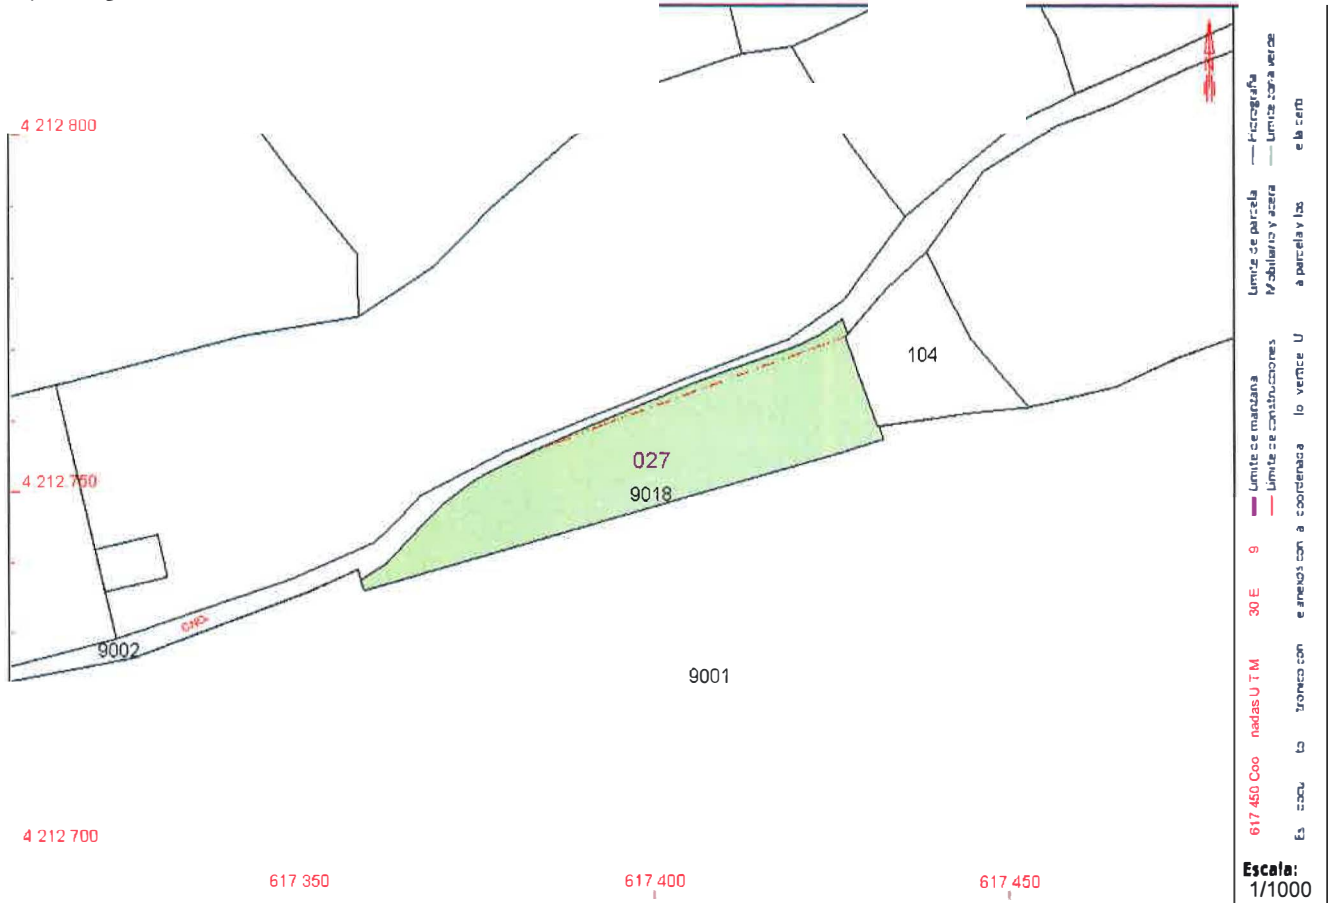 4 212 800
104
027
4 212 750
9018
9002
9001
4 212 700
617 350
617 400
617 450
Hidrografía
Límite zona verde
Límite de parcela
Mobiliario y acera
Límite de manzana
Límite de construcciones
617 450 Coo nadas U T M 30 E 9
Escala:
1/1000